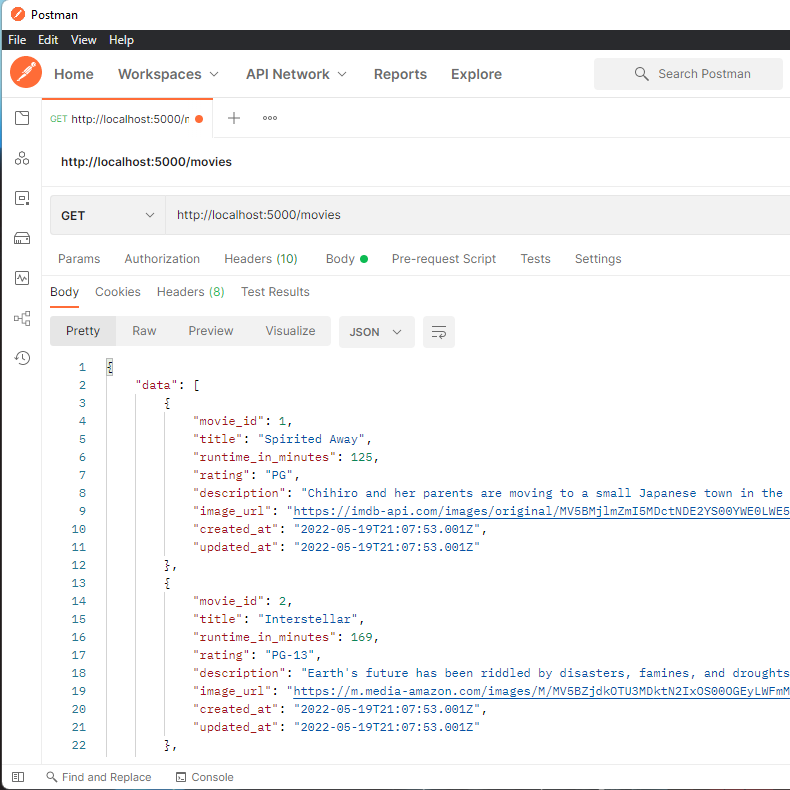 Postman
File Edit View Help
Home Workspaces API Network Reports Explore Search Postman
GET http://localhost:5000/
http://localhost:5000/movies
GET http://localhost:5000/movies
Params Authorization Headers (10) Body Pre-request Script Tests Settings
Body Cookies Headers (8) Test Results
Pretty Raw Preview Visualize JSON
1 {
2 "data": [
3 {
4 "movie_id": 1,
5 "title": "Spirited Away",
6 "runtime_in_minutes": 125,
7 "rating": "PG",
8 "description": "Chihiro and her parents are moving to a small Japanese town in the
9 "image_url": "https://imdb-api.com/images/original/MV5BMjlmZmI5MDctNDE2YS00YWE0LWE5
10 "created_at": "2022-05-19T21:07:53.001Z",
11 "updated_at": "2022-05-19T21:07:53.001Z"
12 },
13 {
14 "movie_id": 2,
15 "title": "Interstellar",
16 "runtime_in_minutes": 169,
17 "rating": "PG-13",
18 "description": "Earth's future has been riddled by disasters, famines, and droughts
19 "image_url": "https://m.media-amazon.com/images/M/MV5BZjdkOTU3MDktN2IxOS00OGEyLWFmM
20 "created_at": "2022-05-19T21:07:53.001Z",
21 "updated_at": "2022-05-19T21:07:53.001Z"
22 },
Find and Replace Console